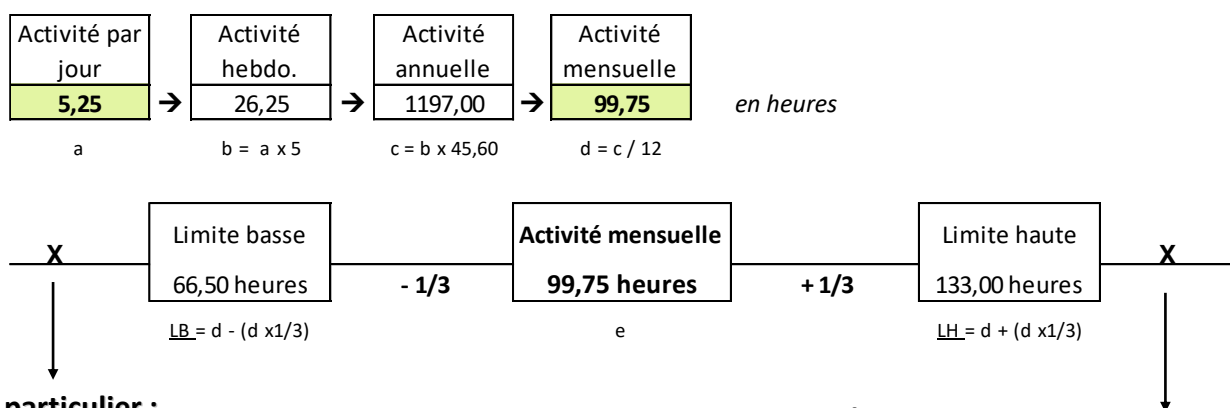 Activité par jour
Activité hebdo.
Activité annuelle
Activité mensuelle
5,25 → 26,25 → 1197,00 → 99,75 en heures
a b = a x 5 c = b x 45,60 d = c / 12
X Limite basse Activité mensuelle Limite haute X
66,50 heures - 1/3 99,75 heures + 1/3 133,00 heures
LB = d - (d x1/3) e LH = d + (d x1/3)
particulier :